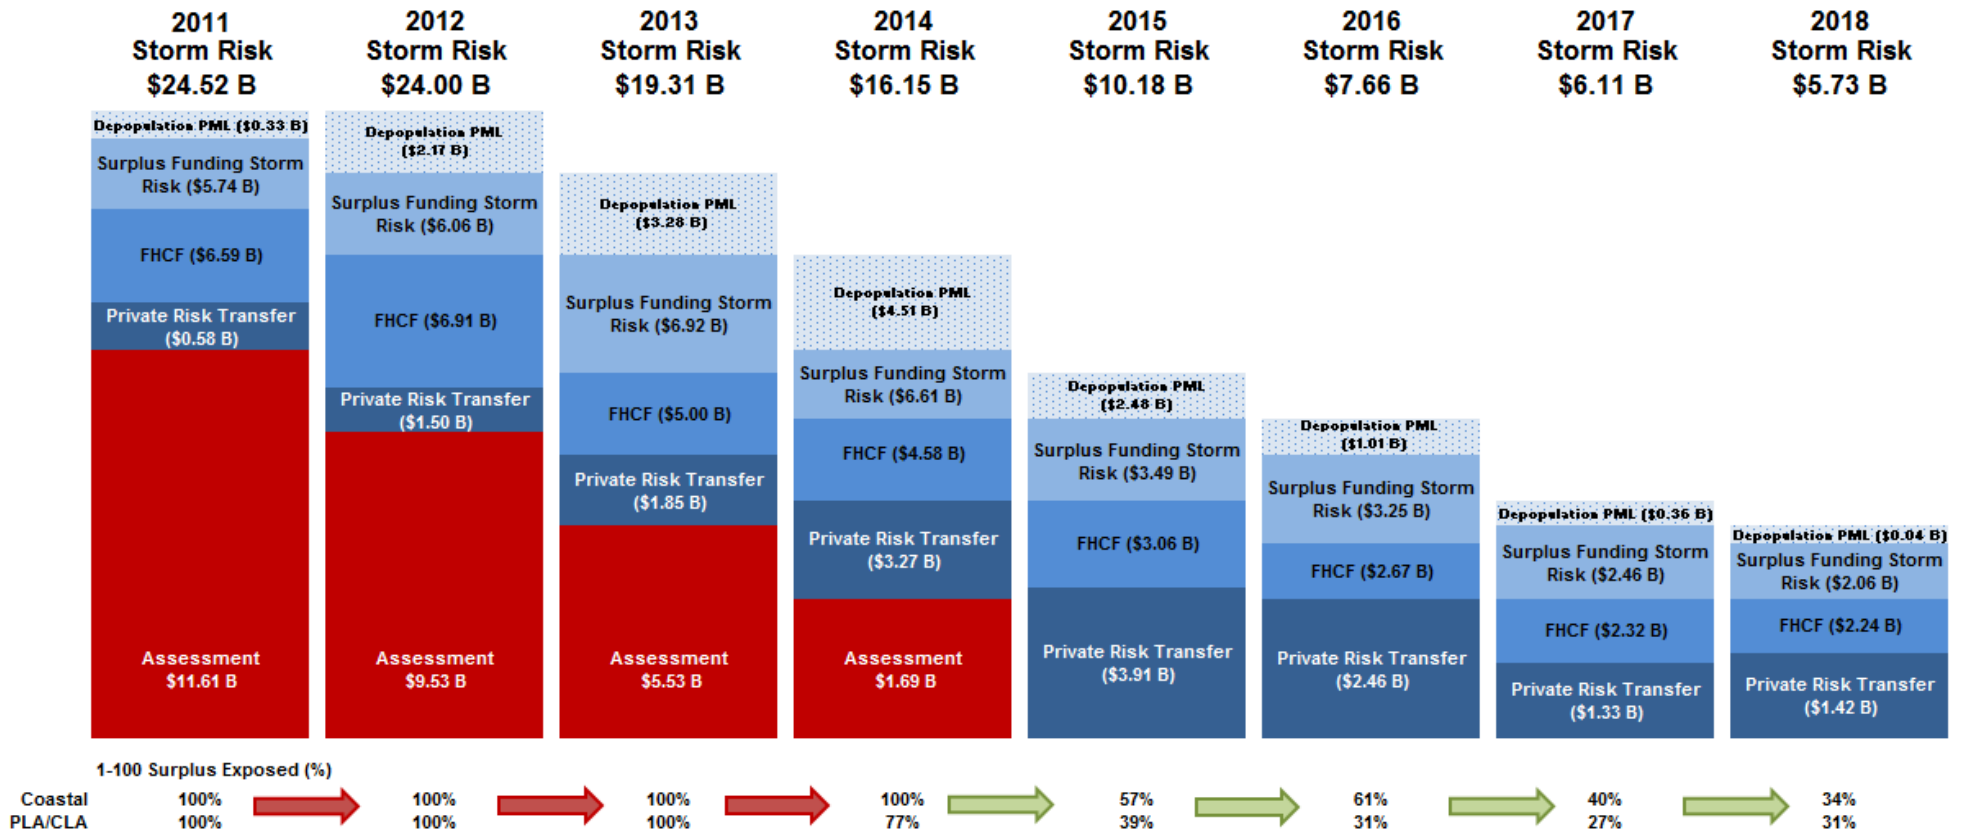 2011
Storm Risk
$24.52 B
2012
Storm Risk
$24.00 B
2013
Storm Risk
$19.31 B
2014
Storm Risk
$16.15 B
2015
Storm Risk
$10.18 B
2016
Storm Risk
$7.66 B
2017
Storm Risk
$6.11 B
2018
Storm Risk
$5.73 B
Depopulation PML ($0.33 B)
Surplus Funding Storm
Risk ($5.74 B)
FHCF ($6.59 B)
Private Risk Transfer
($0.58 B)
Assessment
$11.61 B
Depopulation PML
($2.17 B)
Surplus Funding Storm
Risk ($6.06 B)
FHCF ($6.91 B)
Private Risk Transfer
($1.50 B)
Assessment
$9.53 B
Depopulation PML
($3.28 B)
Surplus Funding Storm
Risk ($6.92 B)
FHCF ($5.00 B)
Private Risk Transfer
($1.85 B)
Assessment
$5.53 B
Depopulation PML
($4.51 B)
Surplus Funding Storm
Risk ($6.61 B)
FHCF ($4.58 B)
Private Risk Transfer
($3.27 B)
Assessment
$1.69 B
Depopulation PML
($2.48 B)
Surplus Funding Storm
Risk ($3.49 B)
FHCF ($3.06 B)
Private Risk Transfer
($3.91 B)
Depopulation PML
($1.01 B)
Surplus Funding Storm
Risk ($3.25 B)
FHCF ($2.67 B)
Private Risk Transfer
($2.46 B)
Depopulation PML ($0.36 B)
Surplus Funding Storm
Risk ($2.46 B)
FHCF ($2.32 B)
Private Risk Transfer
($1.33 B)
Depopulation PML ($0.04 B)
Surplus Funding Storm
Risk ($2.06 B)
FHCF ($2.24 B)
Private Risk Transfer
($1.42 B)
1-100 Surplus Exposed (%)
Coastal 100% 100% 100% 100% 57% 61% 40% 34%
PLA/CLA 100% 100% 100% 77% 39% 31% 27% 31%